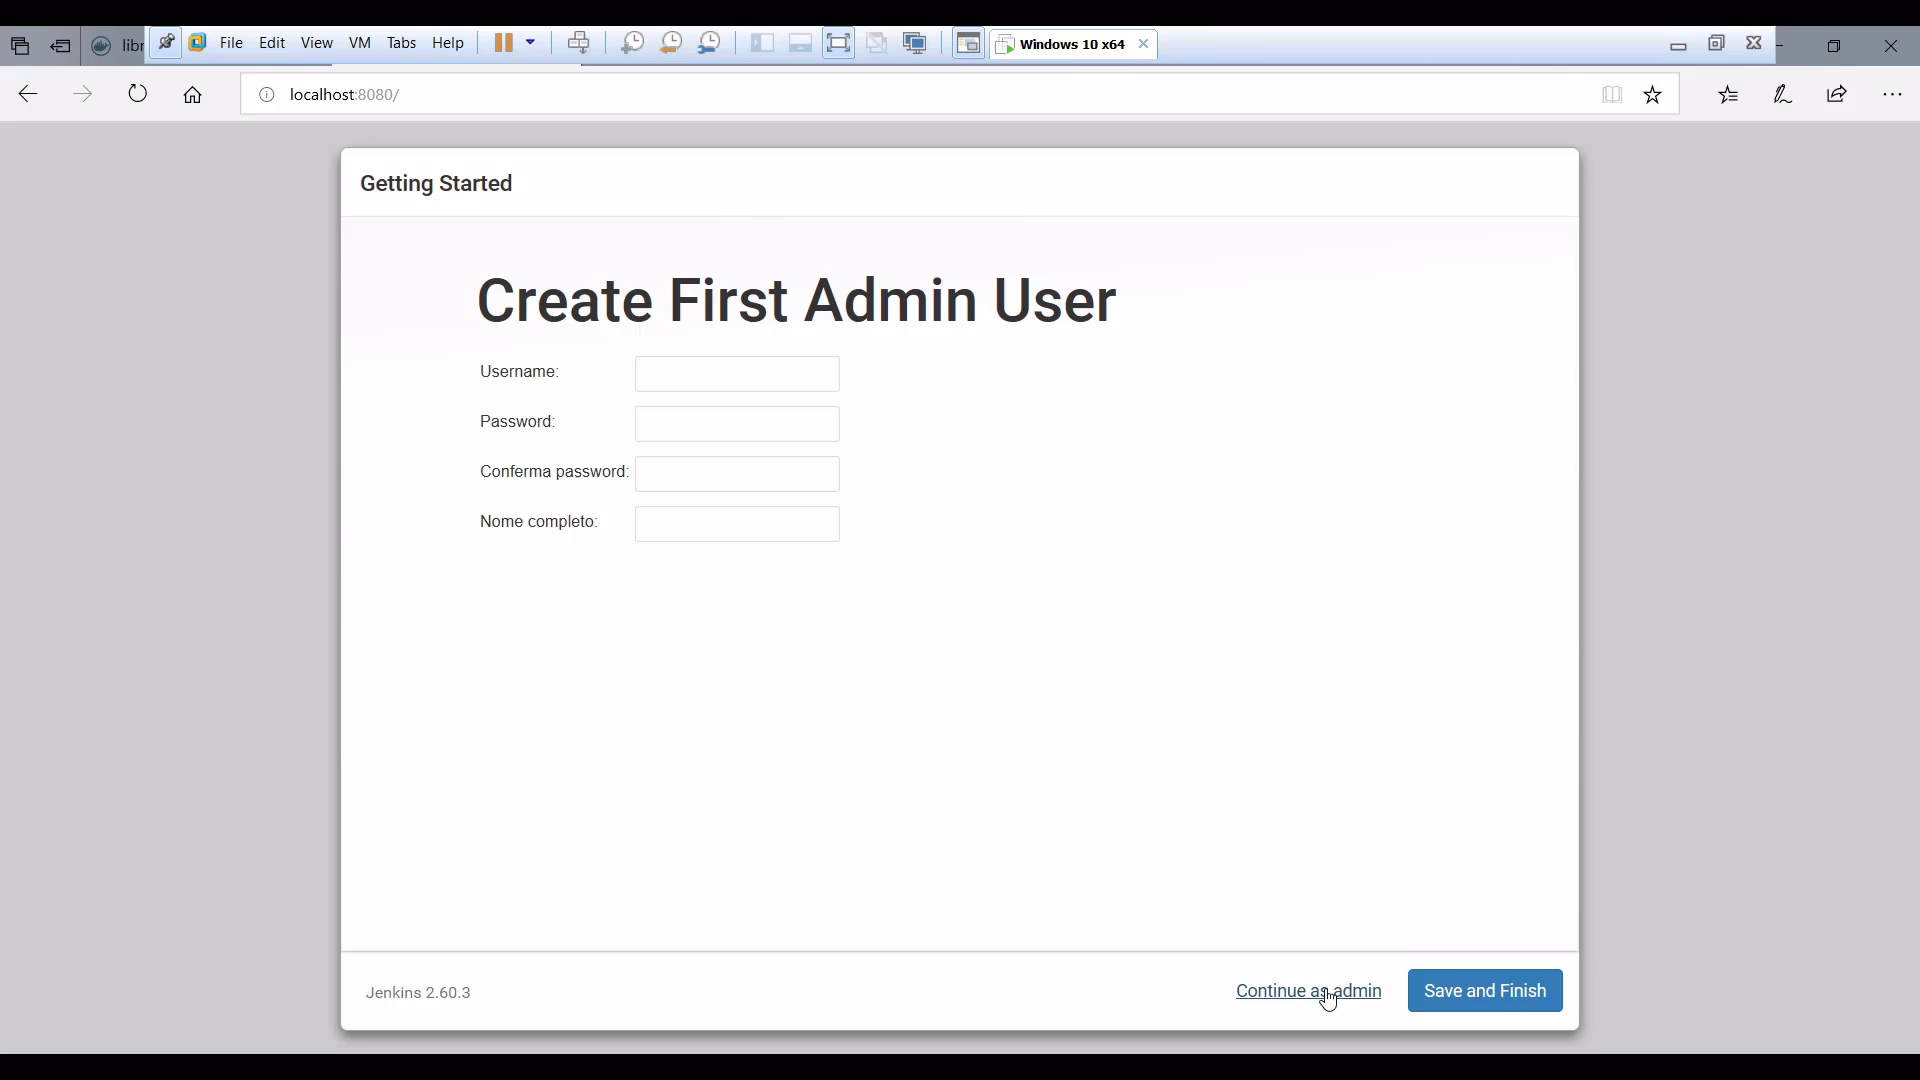 libr
File Edit View VM Tabs Help
Windows 10 x64
localhost:8080/
Getting Started
Create First Admin User
Username:
Password:
Conferma password:
Nome completo:
Jenkins 2.60.3
Continue as admin
Save and Finish